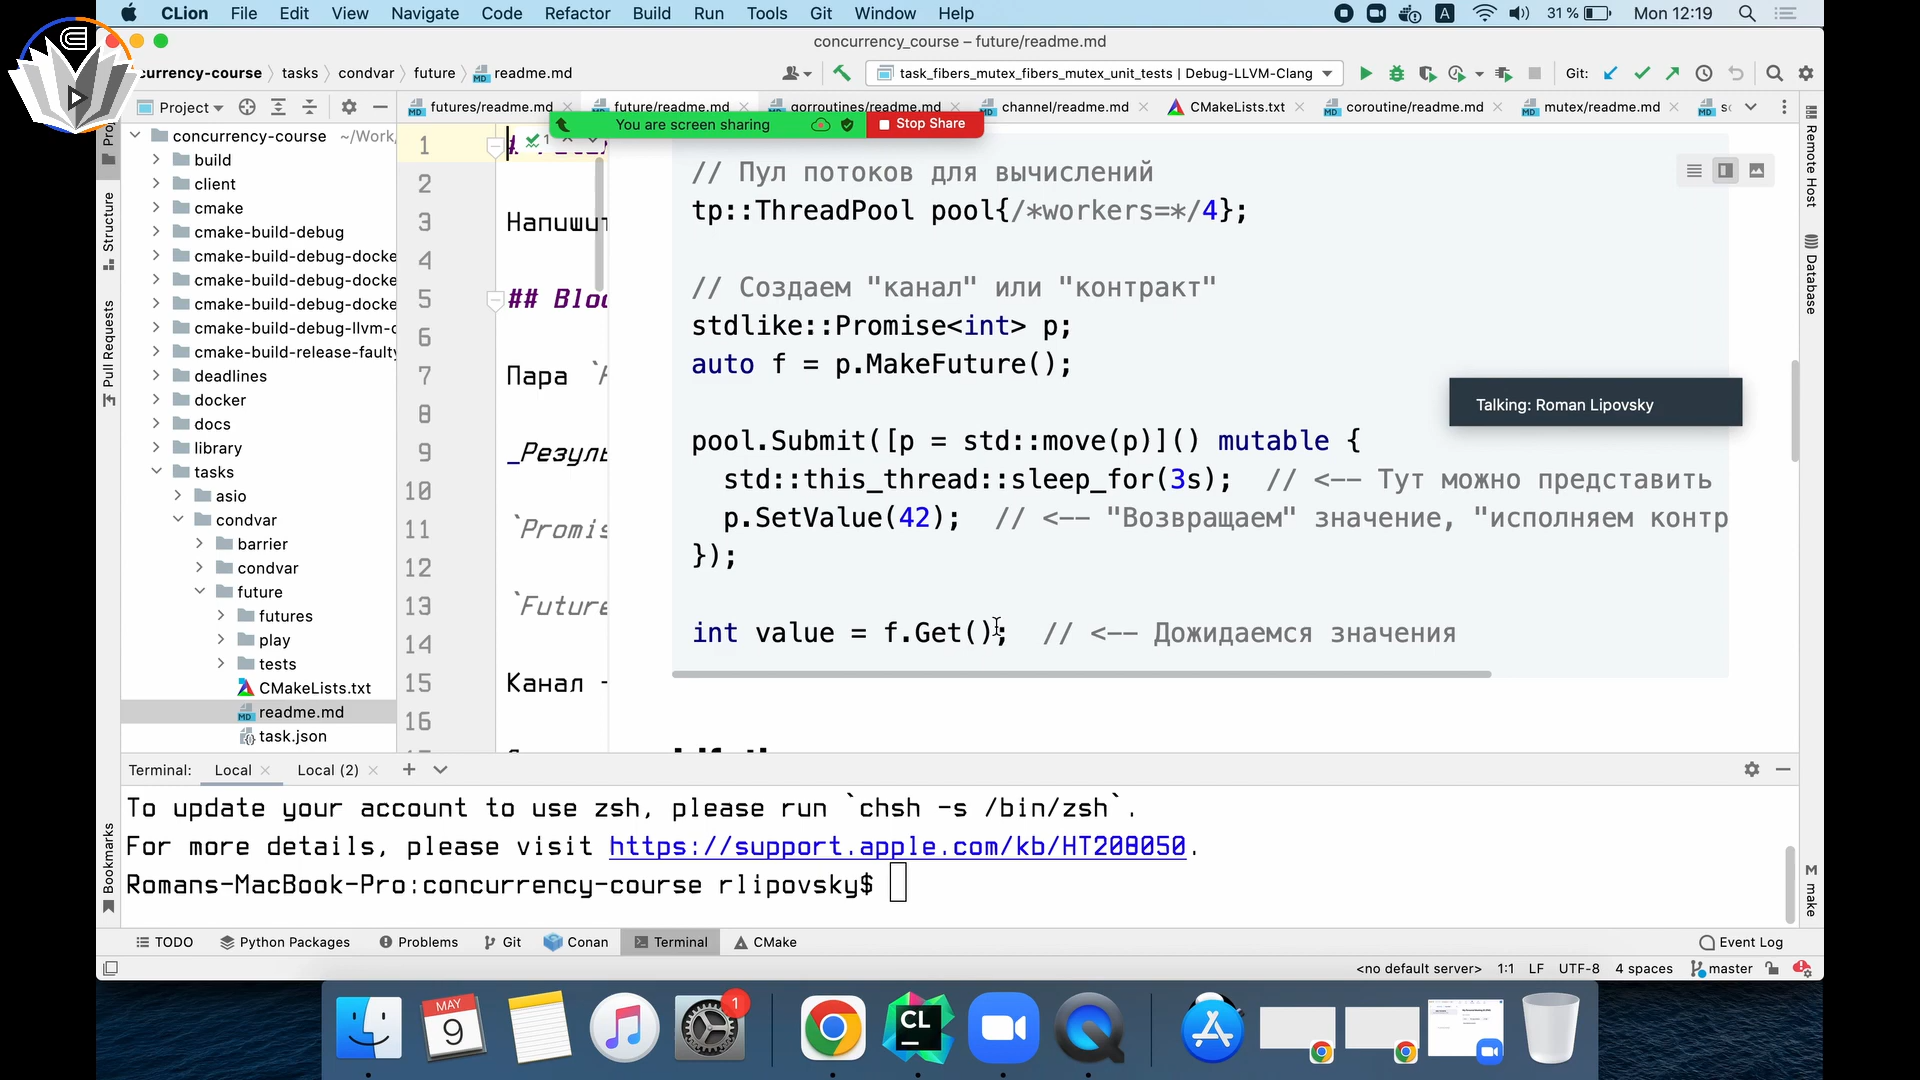 CLion File Edit View Navigate Code Refactor Build Run Tools Git Window Help
A 31 % Mon 12:19
concurrency_course – future/readme.md
currency-course tasks condvar future readme.md
task_fibers_mutex_fibers_mutex_unit_tests | Debug-LLVM-Clang Git:
Project futures/readme.md future/readme.md gorroutines/readme.md channel/readme.md CMakeLists.txt coroutine/readme.md mutex/readme.md
You are screen sharing Stop Share
concurrency-course ~/Work
build
client
cmake
cmake-build-debug
cmake-build-debug-docke
cmake-build-debug-docke
cmake-build-debug-docke
cmake-build-debug-llvm-c
cmake-build-release-faulty
deadlines
docker
docs
library
tasks
asio
condvar
barrier
condvar
future
futures
play
tests
CMakeLists.txt
readme.md
task.json
1
2
3 Напишит
4
5 ## Bloc
6
7 Пара `
8
9 _Резуль
10
11 `Promis
12
13 `Future
14
15 Канал -
16
// Пул потоков для вычислений
tp::ThreadPool pool{/*workers=*/4};
// Создаем "канал" или "контракт"
stdlike::Promise<int> p;
auto f = p.MakeFuture();
pool.Submit([p = std::move(p)]() mutable {
std::this_thread::sleep_for(3s); // <-- Тут можно представить
p.SetValue(42); // <-- "Возвращаем" значение, "исполняем контр
});
int value = f.Get(); // <-- Дожидаемся значения
Talking: Roman Lipovsky
Structure
Pull Requests
Bookmarks
Remote Host
Database
make
Terminal: Local Local (2)
To update your account to use zsh, please run `chsh -s /bin/zsh`.
For more details, please visit https://support.apple.com/kb/HT208050.
Romans-MacBook-Pro:concurrency-course rlipovsky$
TODO Python Packages Problems Git Conan Terminal CMake Event Log
<no default server> 1:1 LF UTF-8 4 spaces master
MAY
9
1
CL